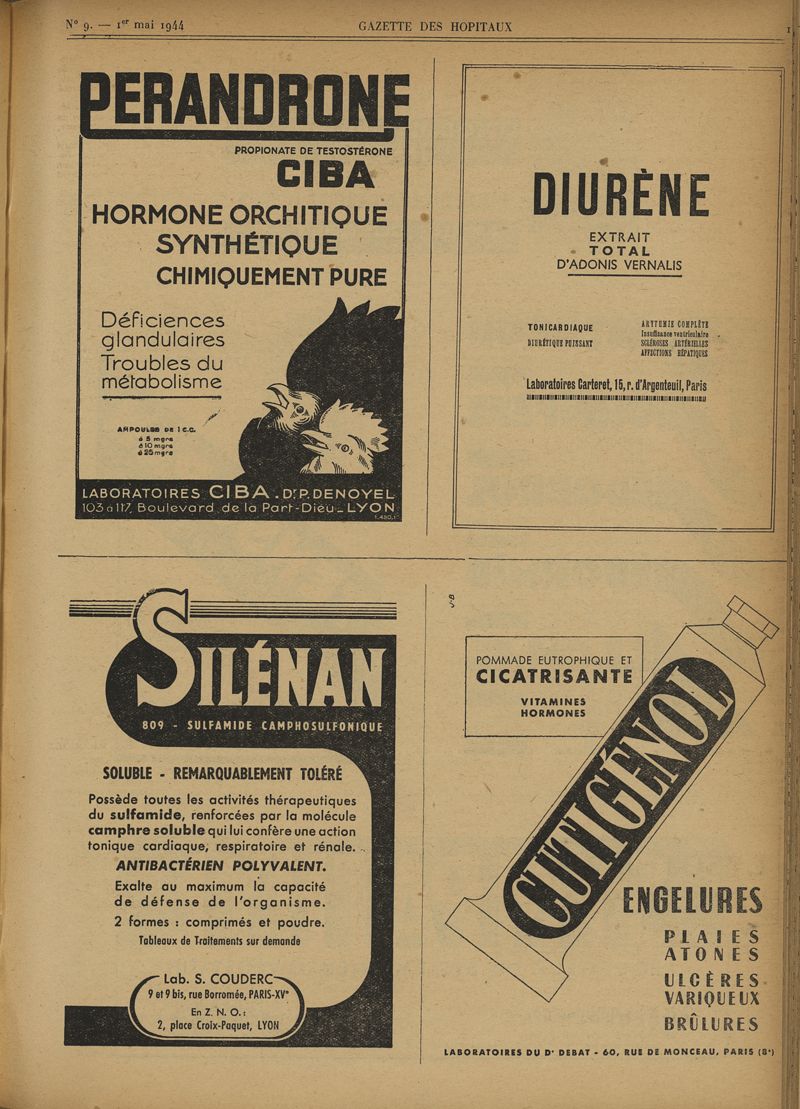 N° 9. — 1er mai 1944
GAZETTE DES HOPITAUX
PERANDRONE
PROPIONATE DE TESTOSTÉRONE
CIBA
HORMONE ORCHITIQUE
SYNTHÉTIQUE
CHIMIQUEMENT PURE
Déficiences
glandulaires
Troubles du
métabolisme
AMPOULES DE 1 C.C.
à 5 mgrs
à 10 mgrs
à 25 mgrs
LABORATOIRES CIBA. Dr P. DENOYEL
103 à 117, Boulevard de la Part-Dieu - LYON
DIURÈNE
EXTRAIT
TOTAL
D'ADONIS VERNALIS
TONICARDIAQUE
DIURÉTIQUE PUISSANT
ARYTHMIE COMPLÈTE
Insuffisance ventriculaire
SCLÉROSES ARTÉRIELLES
AFFECTIONS HÉPATIQUES
Laboratoires Carteret, 15, r. d'Argenteuil, Paris
SILÉNAN
809 - SULFAMIDE CAMPHOSULFONIQUE
SOLUBLE - REMARQUABLEMENT TOLÉRÉ
Possède toutes les activités thérapeutiques
du sulfamide, renforcées par la molécule
camphre soluble qui lui confère une action
tonique cardiaque, respiratoire et rénale.
ANTIBACTÉRIEN POLYVALENT.
Exalte au maximum la capacité
de défense de l'organisme.
2 formes : comprimés et poudre.
Tableaux de Traitements sur demande
Lab. S. COUDERC
9 et 9 bis, rue Borromée, PARIS-XVe
En Z. N. O. :
2, place Croix-Paquet, LYON
POMMADE EUTROPHIQUE ET
CICATRISANTE
VITAMINES
HORMONES
CUTIGÉNOL
ENGELURES
PLAIES
ATONES
ULCÈRES
VARIQUEUX
BRÛLURES
LABORATOIRES DU Dr DEBAT - 60, RUE DE MONCEAU, PARIS (8e)